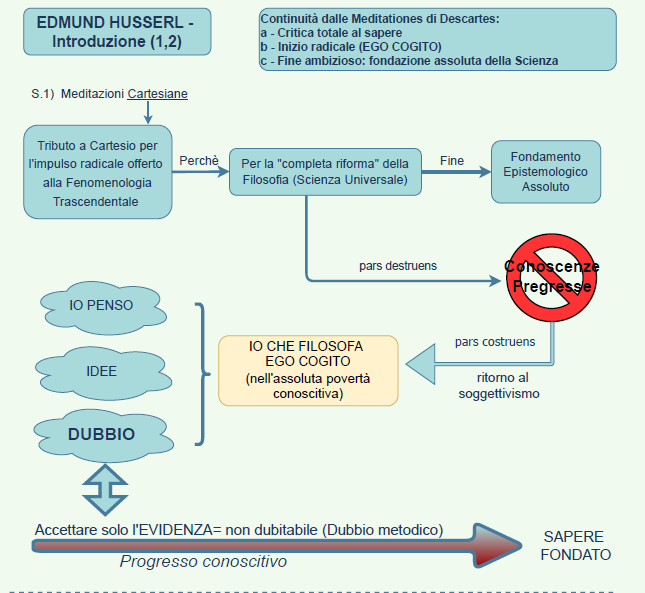 EDMUND HUSSERL -
Introduzione (1,2)
Continuità dalle Meditationes di Descartes:
a - Critica totale al sapere
b - Inizio radicale (EGO COGITO)
c - Fine ambizioso: fondazione assoluta della Scienza
S.1) Meditazioni Cartesiane
Tributo a Cartesio per
l'impulso radicale offerto
alla Fenomenologia
Trascendentale
Perchè
Per la "completa riforma" della
Filosofia (Scienza Universale)
Fine
Fondamento
Epistemologico
Assoluto
pars destruens
Conoscenze
Pregresse
IO PENSO
IDEE
DUBBIO
IO CHE FILOSOFA
EGO COGITO
(nell'assoluta povertà
conoscitiva)
pars costruens
ritorno al
soggettivismo
Accettare solo l'EVIDENZA= non dubitabile (Dubbio metodico)
Progresso conoscitivo
SAPERE
FONDATO